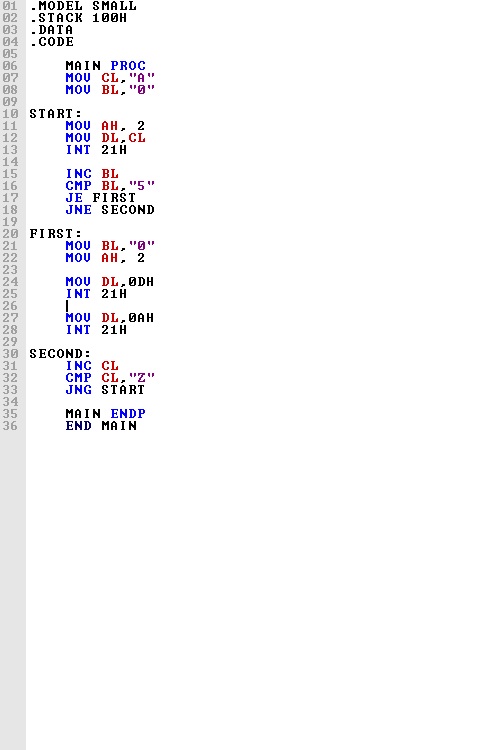 01 .MODEL SMALL
02 .STACK 100H
03 .DATA
04 .CODE
05
06 MAIN PROC
07 MOV CL,"A"
08 MOV BL,"0"
09
10 START:
11 MOV AH, 2
12 MOV DL,CL
13 INT 21H
14
15 INC BL
16 CMP BL,"5"
17 JE FIRST
18 JNE SECOND
19
20 FIRST:
21 MOV BL,"0"
22 MOV AH, 2
23
24 MOV DL,0DH
25 INT 21H
26
27 MOV DL,0AH
28 INT 21H
29
30 SECOND:
31 INC CL
32 CMP CL,"Z"
33 JNG START
34
35 MAIN ENDP
36 END MAIN